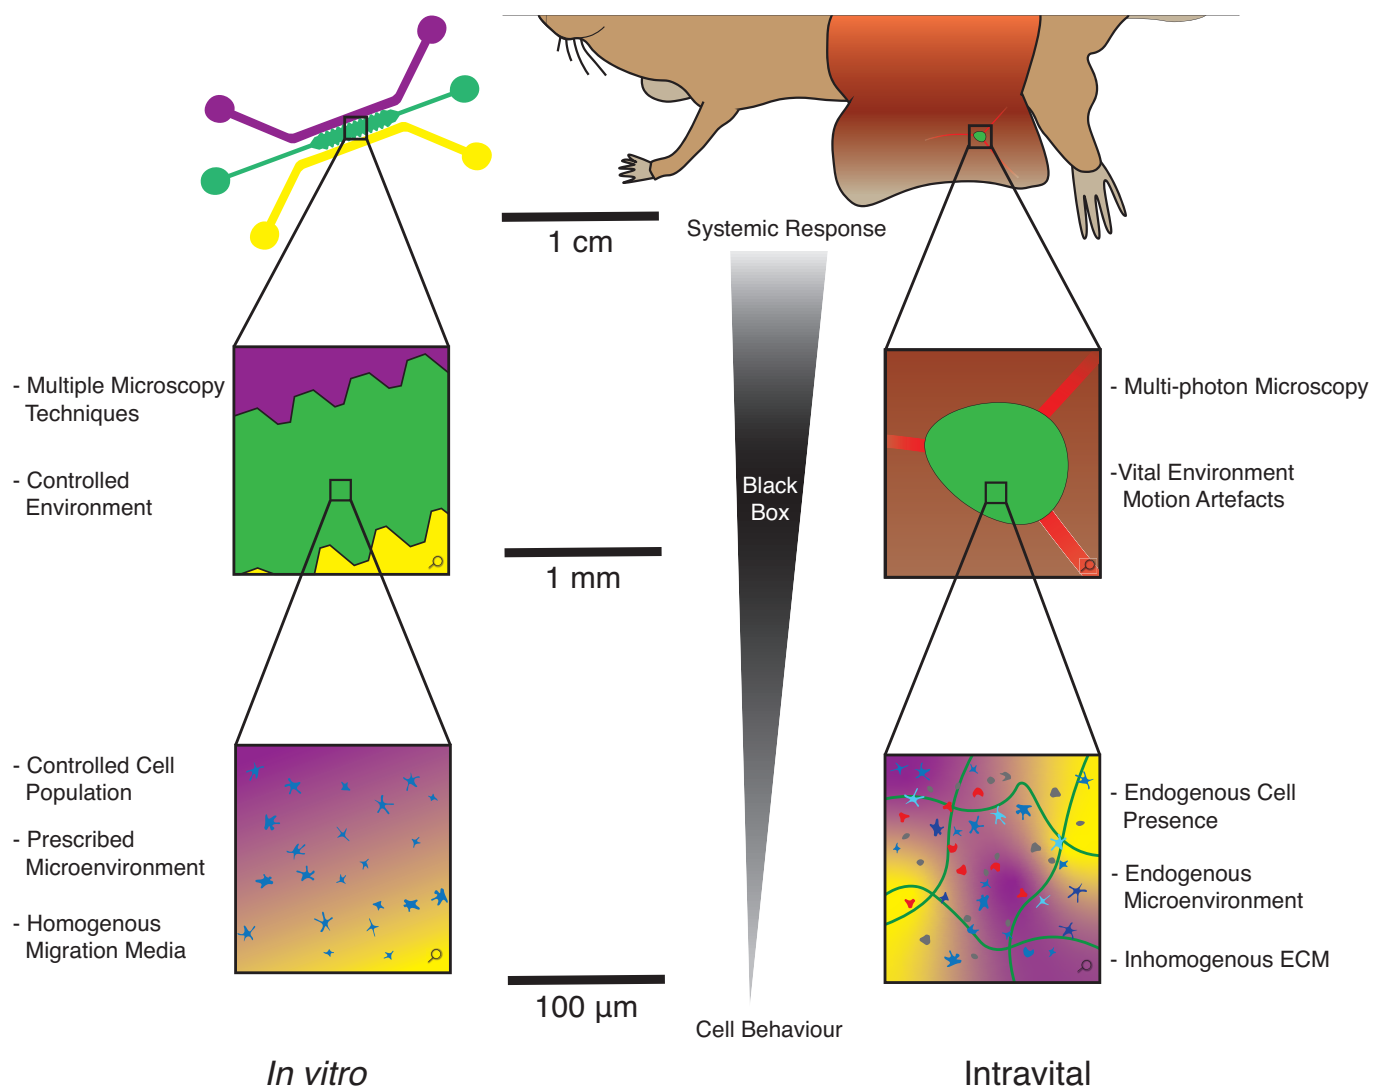 1 cm
Systemic Response
- Multiple Microscopy
Techniques
- Controlled
Environment
Black
Box
1 mm
- Multi-photon Microscopy
-Vital Environment
Motion Artefacts
- Controlled Cell
Population
- Prescribed
Microenvironment
- Homogenous
Migration Media
100 µm
Cell Behaviour
- Endogenous Cell
Presence
- Endogenous
Microenvironment
- Inhomogenous ECM
In vitro
Intravital